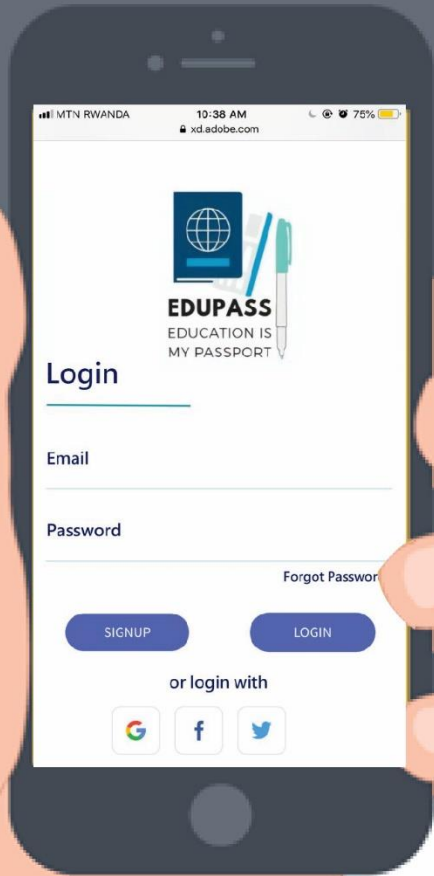 MTN RWANDA 10:38 AM 75%
xd.adobe.com
EDUPASS
EDUCATION IS
MY PASSPORT
Login
Email
Password
Forgot Passwor
SIGNUP LOGIN
or login with
G f